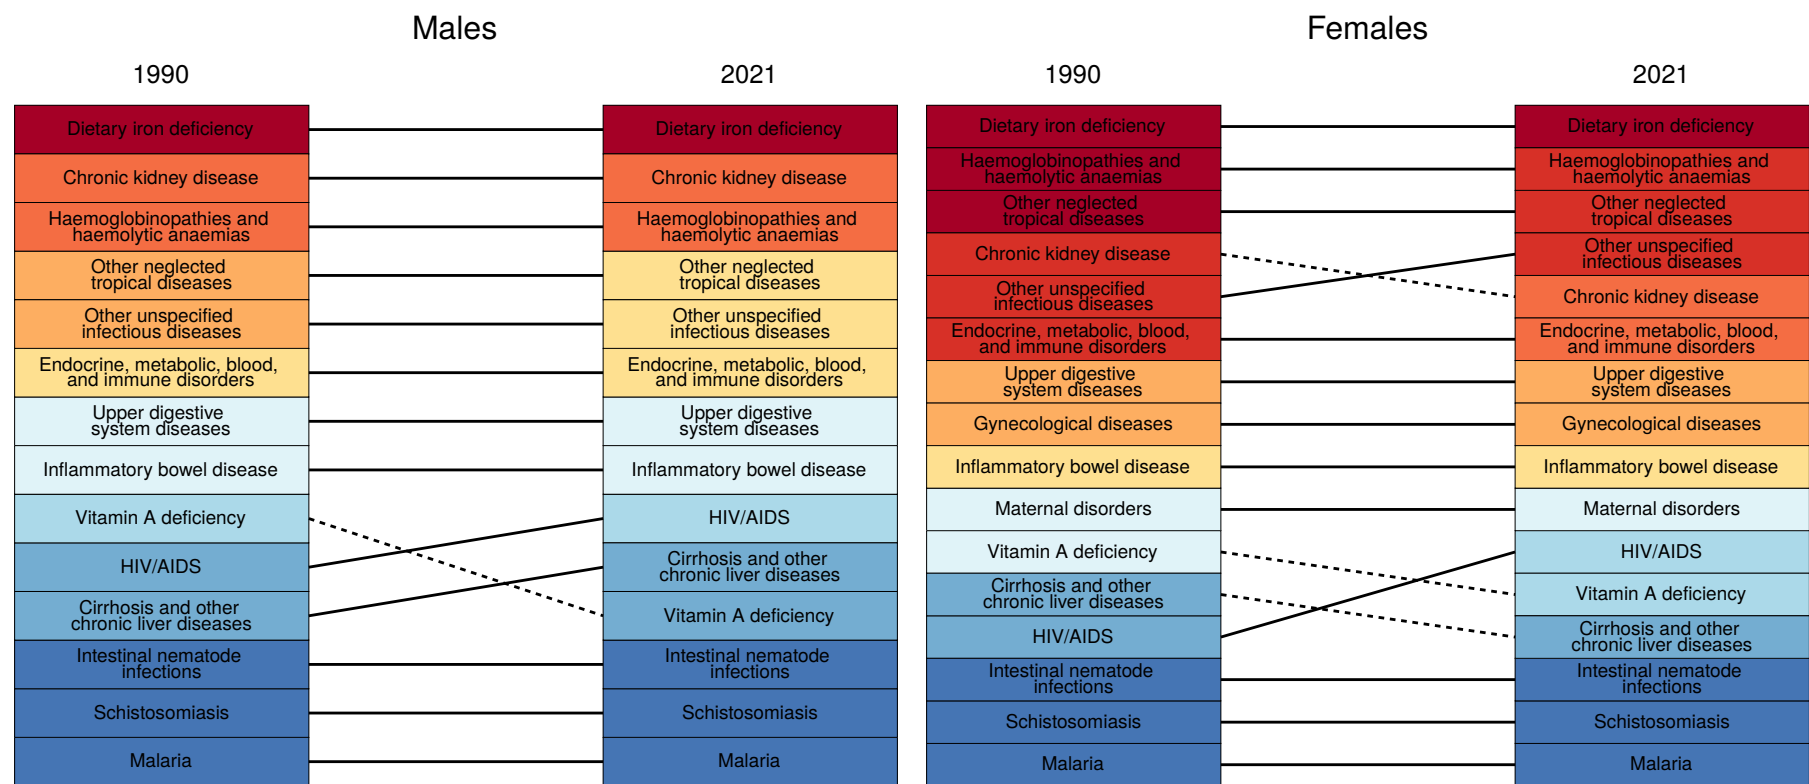 Males
1990
2021
Dietary iron deficiency
Chronic kidney disease
Haemoglobinopathies and
haemolytic anaemias
Other neglected
tropical diseases
Other unspecified
infectious diseases
Endocrine, metabolic, blood,
and immune disorders
Upper digestive
system diseases
Inflammatory bowel disease
Vitamin A deficiency
HIV/AIDS
Cirrhosis and other
chronic liver diseases
Intestinal nematode
infections
Schistosomiasis
Malaria
Dietary iron deficiency
Chronic kidney disease
Haemoglobinopathies and
haemolytic anaemias
Other neglected
tropical diseases
Other unspecified
infectious diseases
Endocrine, metabolic, blood,
and immune disorders
Upper digestive
system diseases
Inflammatory bowel disease
HIV/AIDS
Cirrhosis and other
chronic liver diseases
Vitamin A deficiency
Intestinal nematode
infections
Schistosomiasis
Malaria
Females
1990
2021
Dietary iron deficiency
Haemoglobinopathies and
haemolytic anaemias
Other neglected
tropical diseases
Chronic kidney disease
Other unspecified
infectious diseases
Endocrine, metabolic, blood,
and immune disorders
Upper digestive
system diseases
Gynecological diseases
Inflammatory bowel disease
Maternal disorders
Vitamin A deficiency
Cirrhosis and other
chronic liver diseases
HIV/AIDS
Intestinal nematode
infections
Schistosomiasis
Malaria
Dietary iron deficiency
Haemoglobinopathies and
haemolytic anaemias
Other neglected
tropical diseases
Other unspecified
infectious diseases
Chronic kidney disease
Endocrine, metabolic, blood,
and immune disorders
Upper digestive
system diseases
Gynecological diseases
Inflammatory bowel disease
Maternal disorders
HIV/AIDS
Vitamin A deficiency
Cirrhosis and other
chronic liver diseases
Intestinal nematode
infections
Schistosomiasis
Malaria